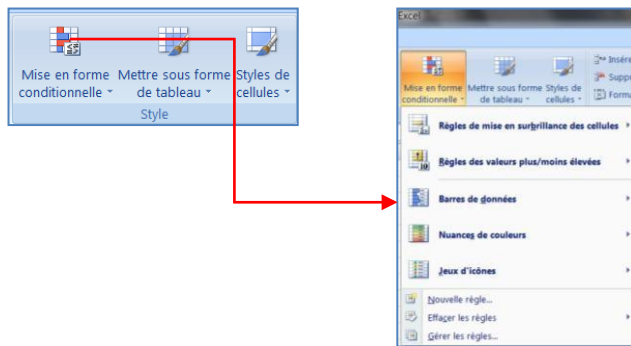 Mise en forme conditionnelle
Mettre sous forme de tableau
Styles de cellules
Style
Excel
Mise en forme conditionnelle
Mettre sous forme de tableau
Styles de cellules
Règles de mise en surbrillance des cellules
Règles des valeurs plus/moins élevées
Barres de données
Nuances de couleurs
Jeux d'icônes
Nouvelle règle...
Effacer les règles
Gérer les règles...